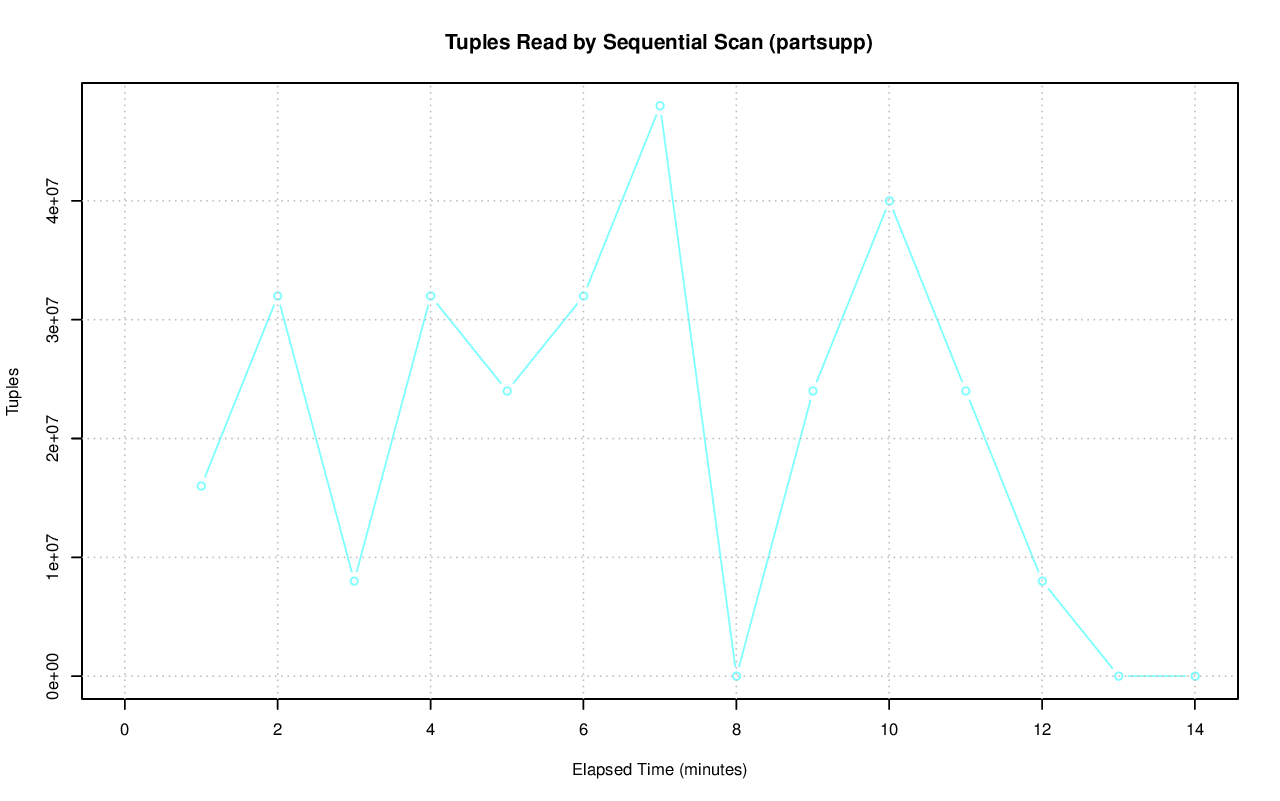 Tuples Read by Sequential Scan (partsupp)
Tuples
4e+07
3e+07
2e+07
1e+07
0e+00
0 2 4 6 8 10 12 14
Elapsed Time (minutes)